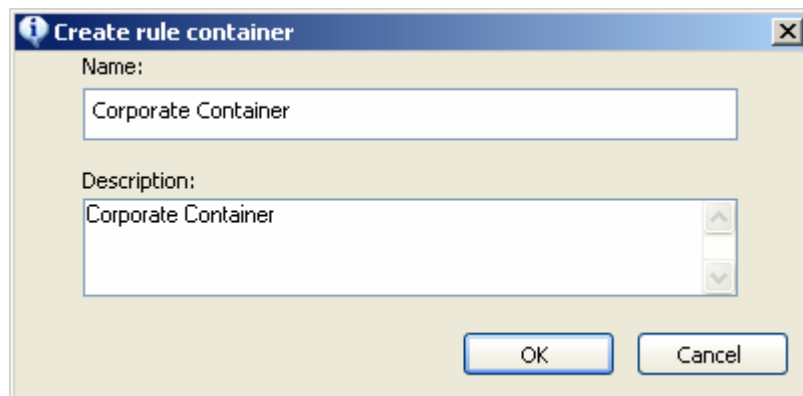 Create rule container
Name:
Corporate Container
Description:
Corporate Container
OK Cancel